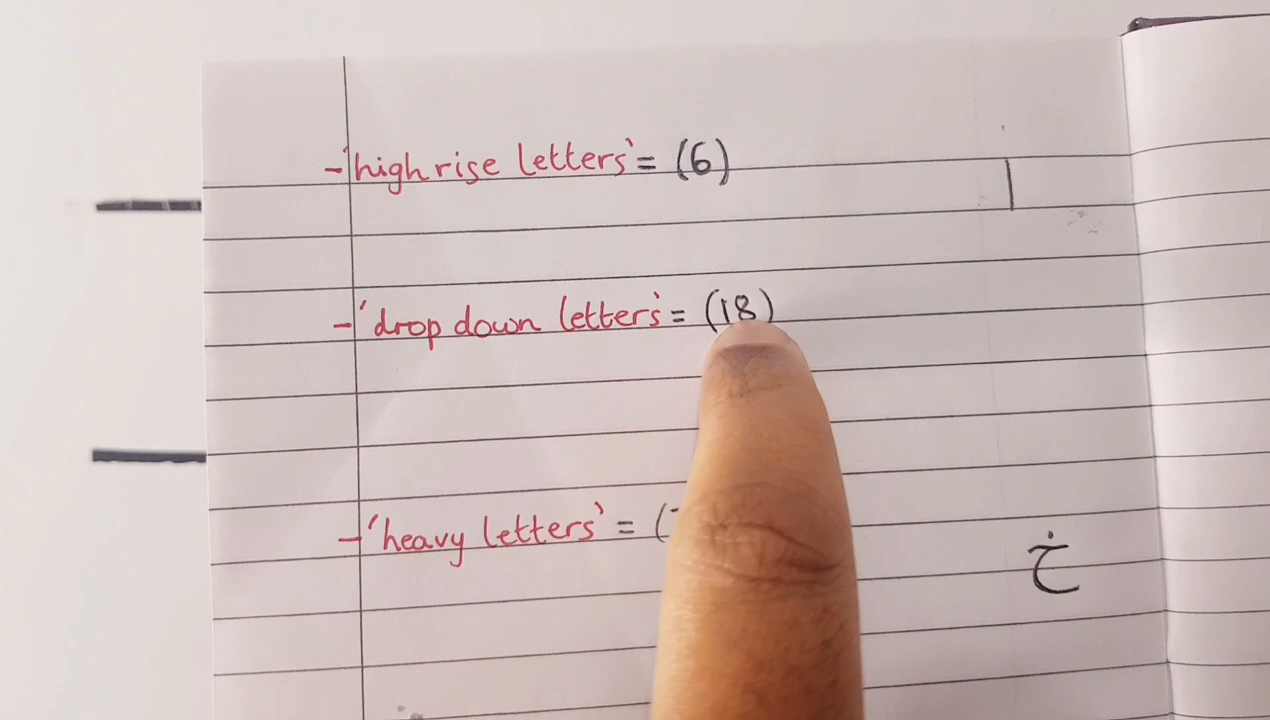 -'high rise letters' = (6) ا
-'drop down letters' = (18)
-'heavy letters' = ( خ